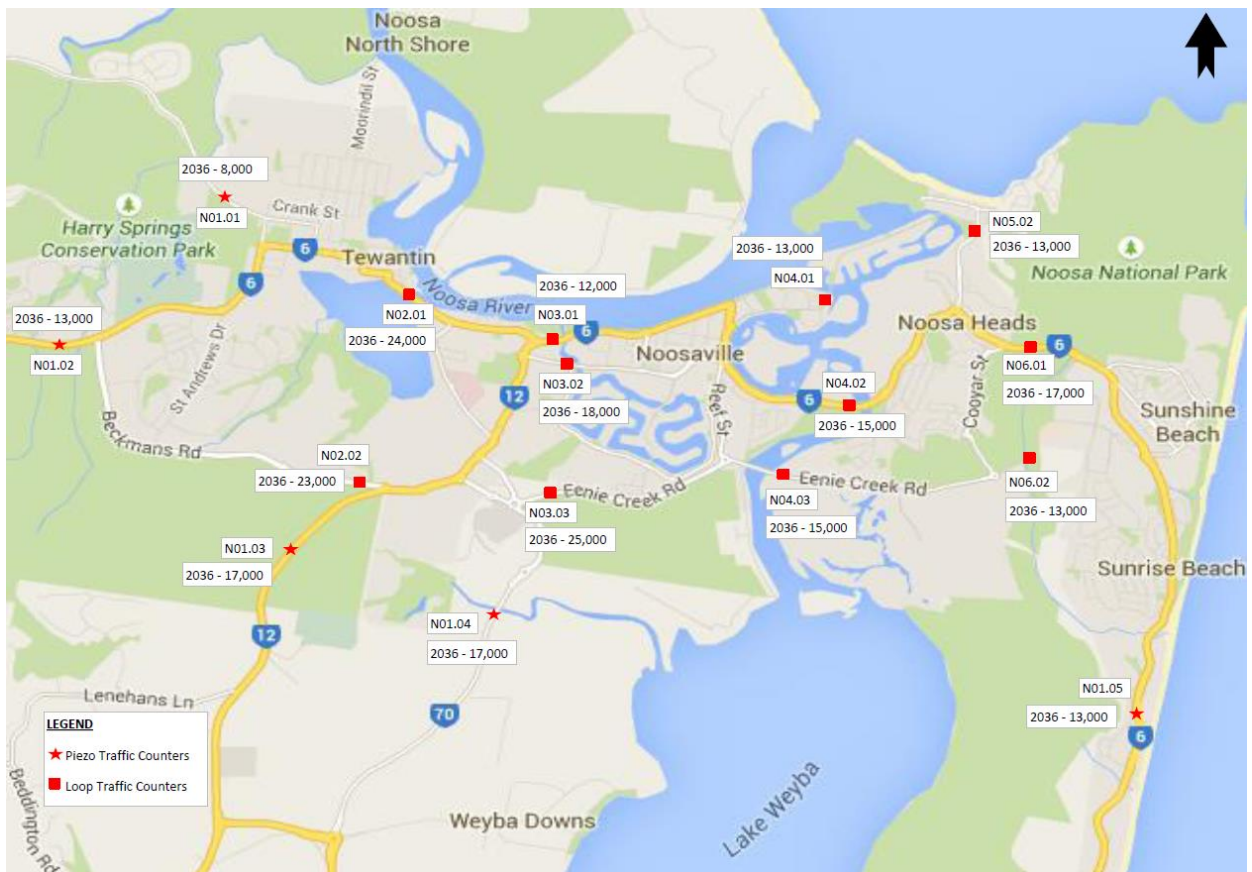 Noosa
North Shore
Moorindil St
2036 - 8,000
N01.01
Crank St
Harry Springs
Conservation Park
6
6
Tewantin
Noosa River
N05.02
2036 - 13,000
Noosa National Park
2036 - 13,000
N04.01
2036 - 12,000
N03.01
6
2036 - 13,000
N01.02
St Andrews Dr
N02.01
2036 - 24,000
Noosaville
Noosa Heads
N03.02
2036 - 18,000
12
Reef St
6
N04.02
2036 - 15,000
Cooyar St
N06.01
6
2036 - 17,000
Sunshine
Beach
Beckmans Rd
N02.02
2036 - 23,000
Eenie Creek Rd
N03.03
2036 - 25,000
N04.03
Eenie Creek Rd
2036 - 15,000
N06.02
2036 - 13,000
N01.03
2036 - 17,000
Sunrise Beach
12
N01.04
2036 - 17,000
Lenehans Ln
70
N01.05
2036 - 13,000
6
LEGEND
Piezo Traffic Counters
Loop Traffic Counters
Beddington Rd
Weyba Downs
Lake Weyba